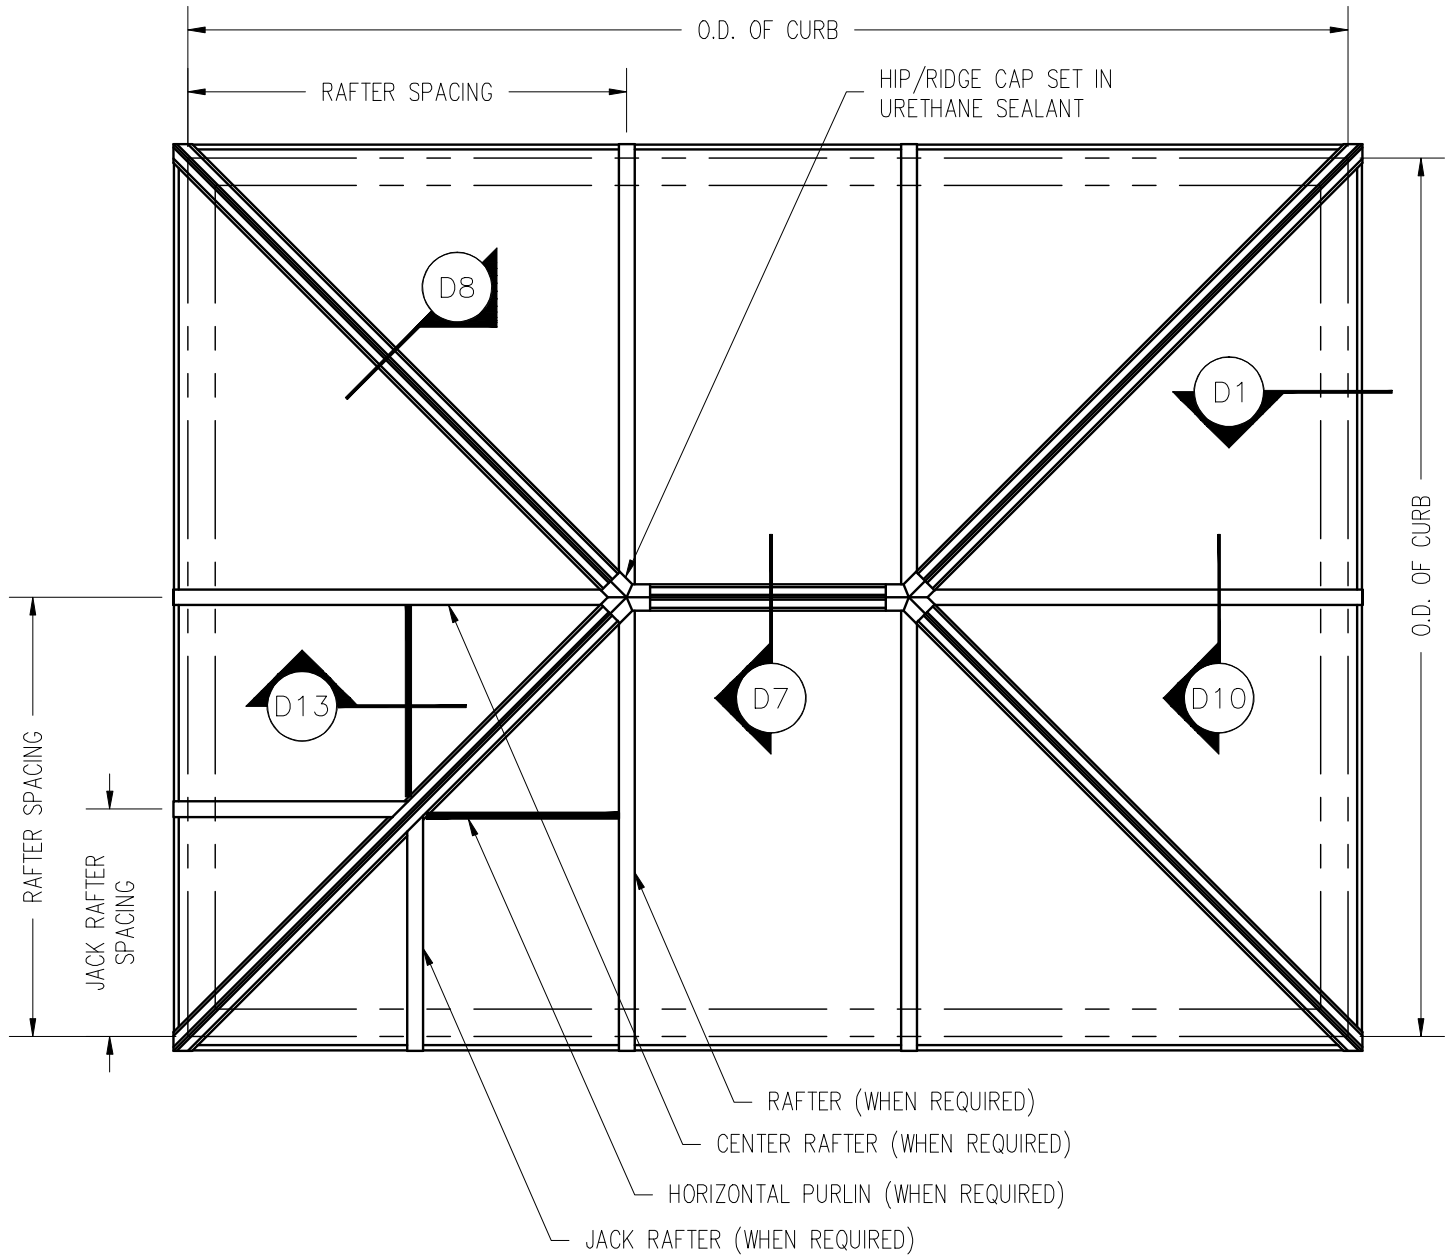 O.D. OF CURB
RAFTER SPACING
HIP/RIDGE CAP SET IN
URETHANE SEALANT
D8
D1
O.D. OF CURB
D13
D7
D10
RAFTER SPACING
JACK RAFTER
SPACING
RAFTER (WHEN REQUIRED)
CENTER RAFTER (WHEN REQUIRED)
HORIZONTAL PURLIN (WHEN REQUIRED)
JACK RAFTER (WHEN REQUIRED)